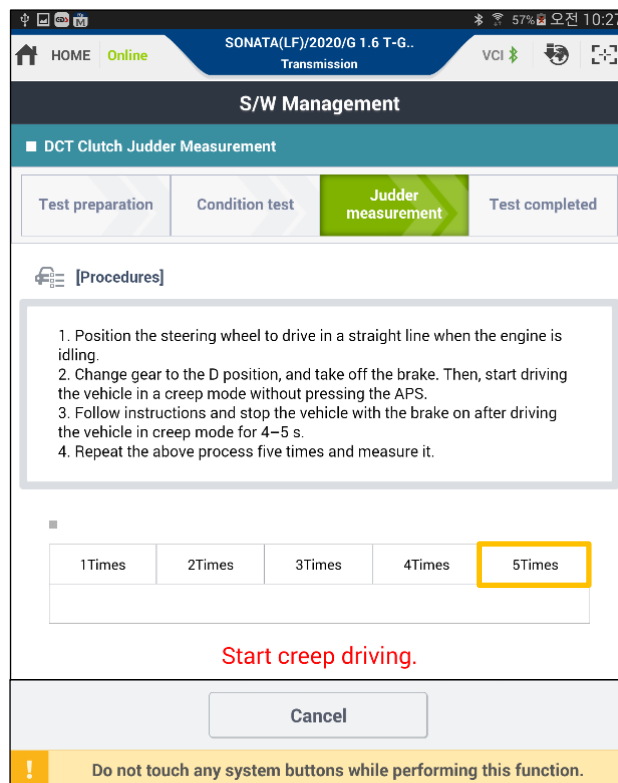 57% 오전 10:27
HOME Online
SONATA(LF)/2020/G 1.6 T-G..
Transmission
VCI
S/W Management
DCT Clutch Judder Measurement
Test preparation
Condition test
Judder
measurement
Test completed
[Procedures]
1. Position the steering wheel to drive in a straight line when the engine is
idling.
2. Change gear to the D position, and take off the brake. Then, start driving
the vehicle in a creep mode without pressing the APS.
3. Follow instructions and stop the vehicle with the brake on after driving
the vehicle in creep mode for 4–5 s.
4. Repeat the above process five times and measure it.
1Times 2Times 3Times 4Times 5Times
Start creep driving.
Cancel
! Do not touch any system buttons while performing this function.